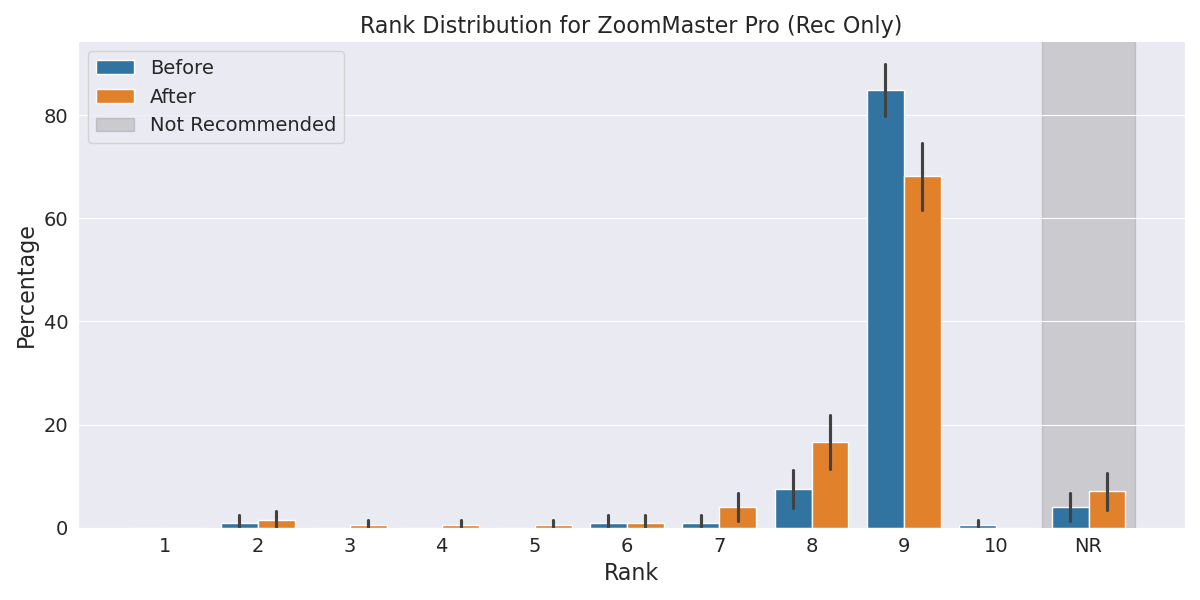 Rank Distribution for ZoomMaster Pro (Rec Only)
Before
After
Not Recommended
Percentage
80
60
40
20
0
1 2 3 4 5 6 7 8 9 10 NR
Rank